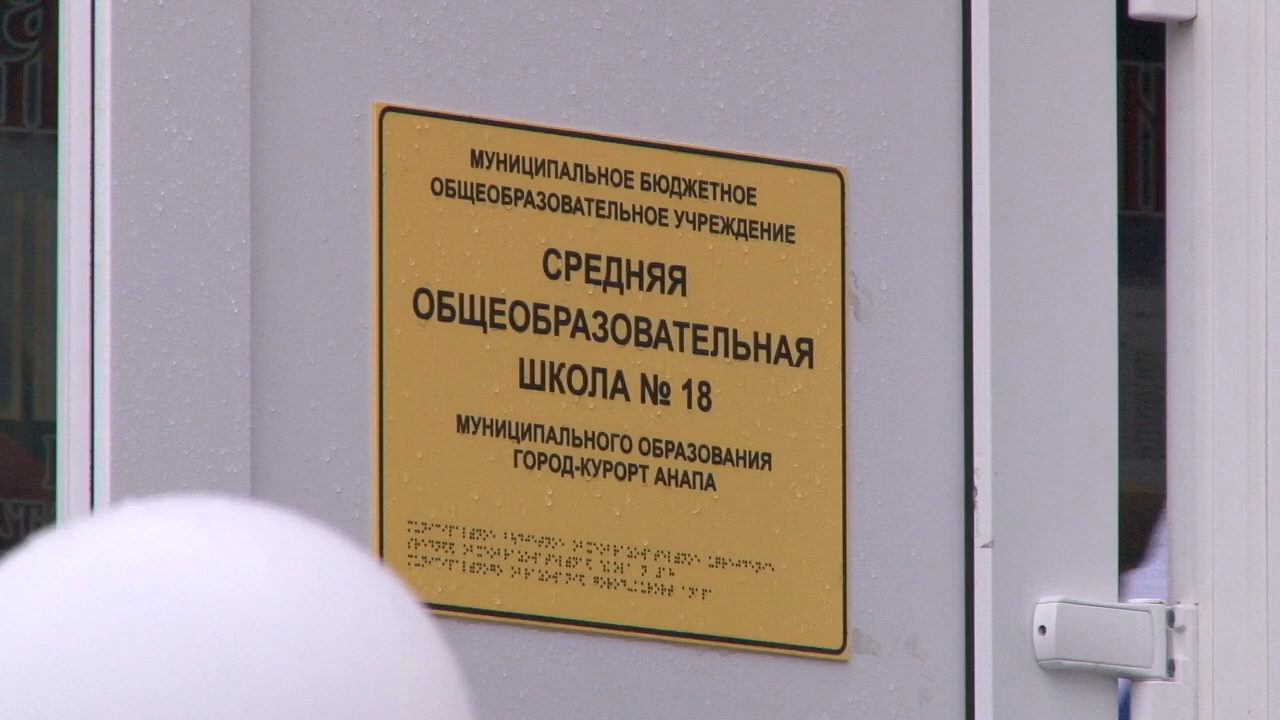 МУНИЦИПАЛЬНОЕ БЮДЖЕТНОЕ
ОБЩЕОБРАЗОВАТЕЛЬНОЕ УЧРЕЖДЕНИЕ
СРЕДНЯЯ
ОБЩЕОБРАЗОВАТЕЛЬНАЯ
ШКОЛА № 18
МУНИЦИПАЛЬНОГО ОБРАЗОВАНИЯ
ГОРОД-КУРОРТ АНАПА